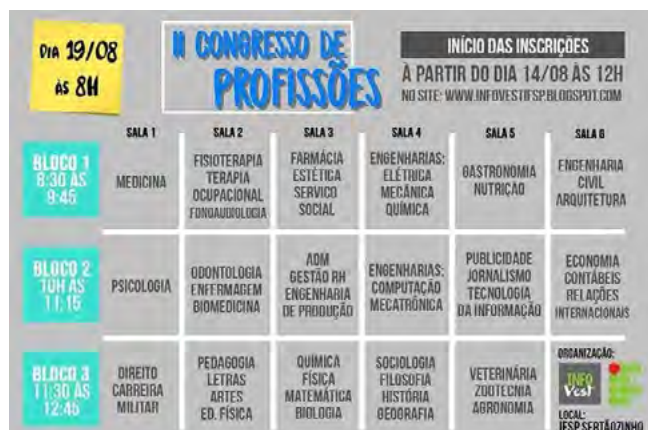 DIA 19/08
ÀS 8H
II CONGRESSO DE
PROFISSÕES
INÍCIO DAS INSCRIÇÕES
À PARTIR DO DIA 14/08 ÀS 12H
NO SITE: WWW.INFOVESTIFSP.BLOGSPOT.COM
SALA 1
SALA 2
SALA 3
SALA 4
SALA 5
SALA 6
BLOCO 1
8:30 ÀS
9:45
MEDICINA
FISIOTERAPIA
TERAPIA
OCUPACIONAL
FONOAUDIOLOGIA
FARMÁCIA
ESTÉTICA
SERVICO
SOCIAL
ENGENHARIAS:
ELÉTRICA
MECÂNICA
QUÍMICA
GASTRONOMIA
NUTRIÇÃO
ENGENHARIA
CIVIL
ARQUITETURA
BLOCO 2
10H ÀS
11:15
PSICOLOGIA
ODONTOLOGIA
ENFERMAGEM
BIOMEDICINA
ADM
GESTÃO RH
ENGENHARIA
DE PRODUÇÃO
ENGENHARIAS:
COMPUTAÇÃO
MECATRÔNICA
PUBLICIDADE
JORNALISMO
TECNOLOGIA
DA INFORMAÇÃO
ECONOMIA
CONTÁBEIS
RELAÇÕES
INTERNACIONAIS
BLOCO 3
11:30 ÀS
12:45
DIREITO
CARREIRA
MILITAR
PEDAGOGIA
LETRAS
ARTES
ED. FÍSICA
QUÍMICA
FÍSICA
MATEMÁTICA
BIOLOGIA
SOCIOLOGIA
FILOSOFIA
HISTÓRIA
GEOGRAFIA
VETERINÁRIA
ZOOTECNIA
AGRONOMIA
ORGANIZAÇÃO:
INFO
Vest
LOCAL:
IFSP SERTÃOZINHO